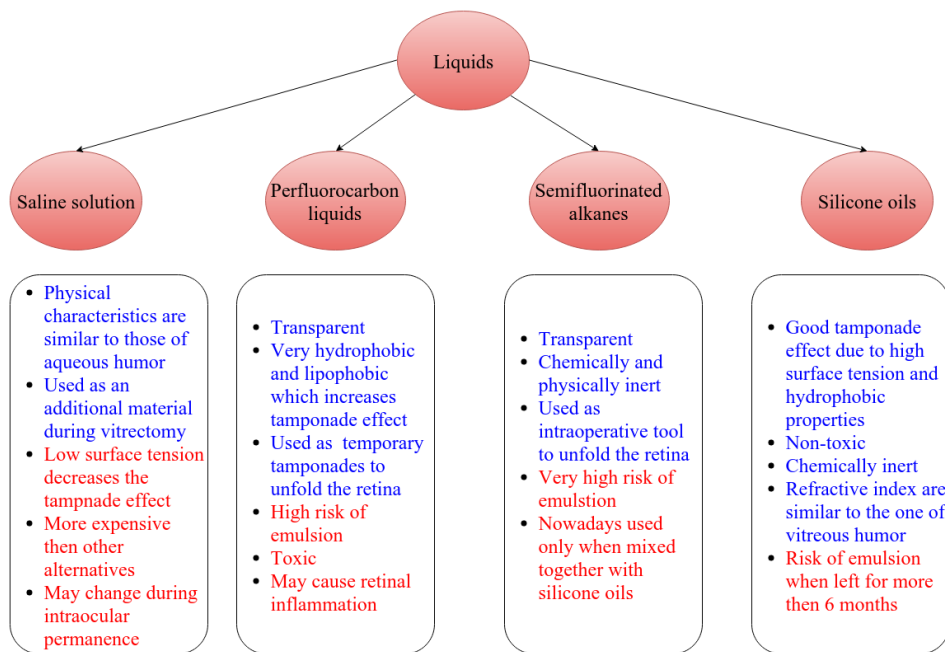 Liquids
Saline solution
Perfluorocarbon
liquids
Semifluorinated
alkanes
Silicone oils
Physical
characteristics are
similar to those of
aqueous humor
Used as an
additional material
during vitrectomy
Low surface tension
decreases the
tampnade effect
More expensive
then other
alternatives
May change during
intraocular
permanence
Transparent
Very hydrophobic
and lipophobic
which increases
tamponade effect
Used as temporary
tamponades to
unfold the retina
High risk of
emulsion
Toxic
May cause retinal
inflammation
Transparent
Chemically and
physically inert
Used as
intraoperative tool
to unfold the retina
Very high risk of
emulstion
Nowadays used
only when mixed
together with
silicone oils
Good tamponade
effect due to high
surface tension and
hydrophobic
properties
Non-toxic
Chemically inert
Refractive index are
similar to the one of
vitreous humor
Risk of emulsion
when left for more
then 6 months